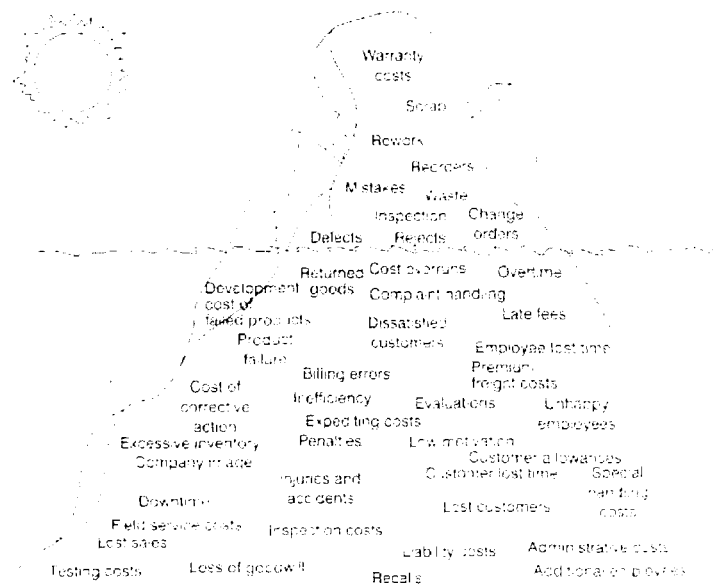 Warranty
costs
Scrap
Rework
Reorders
Mistakes
Waste
Inspection
Change
orders
Defects
Rejects
Returned
goods
Cost overruns
Overtime
Development
cost of
failed products
Complaint handling
Late fees
Dissatisfied
customers
Product
failure
Employee lost time
Premium
freight costs
Billing errors
Cost of
corrective
action
Inefficiency
Evaluations
Unhappy
employees
Expediting costs
Excessive inventory
Penalties
Low motivation
Customer allowances
Company image
Customer lost time
Special
handling
costs
Injuries and
accidents
Downtime
Lost customers
Field service costs
Inspection costs
Lost sales
Liability costs
Administrative costs
Testing costs
Loss of goodwill
Recalls
Additional employees